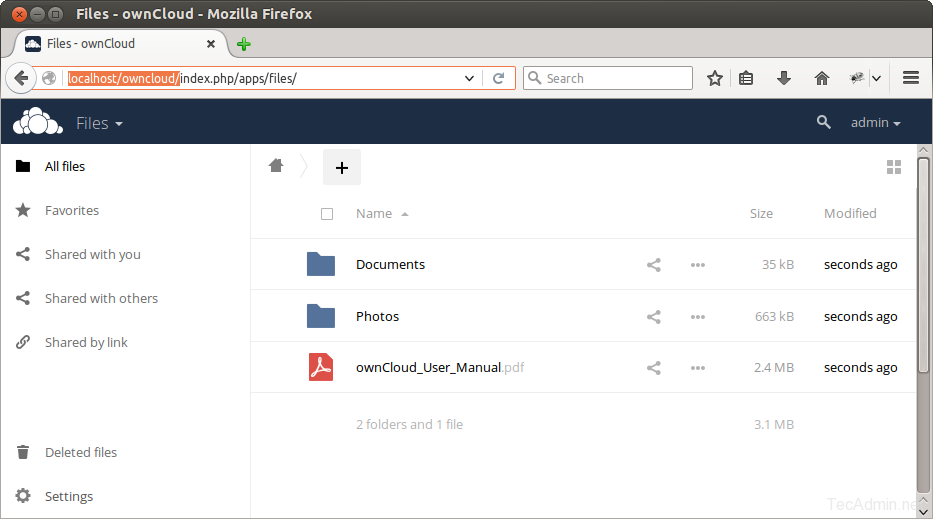 Files - ownCloud - Mozilla Firefox
Files - ownCloud
localhost/owncloud/index.php/apps/files/
Search
Files
admin
All files
Favorites
Shared with you
Shared with others
Shared by link
Deleted files
Settings
Name
Size
Modified
Documents
35 kB
seconds ago
Photos
663 kB
seconds ago
ownCloud_User_Manual.pdf
2.4 MB
seconds ago
2 folders and 1 file
3.1 MB
TecAdmin.net